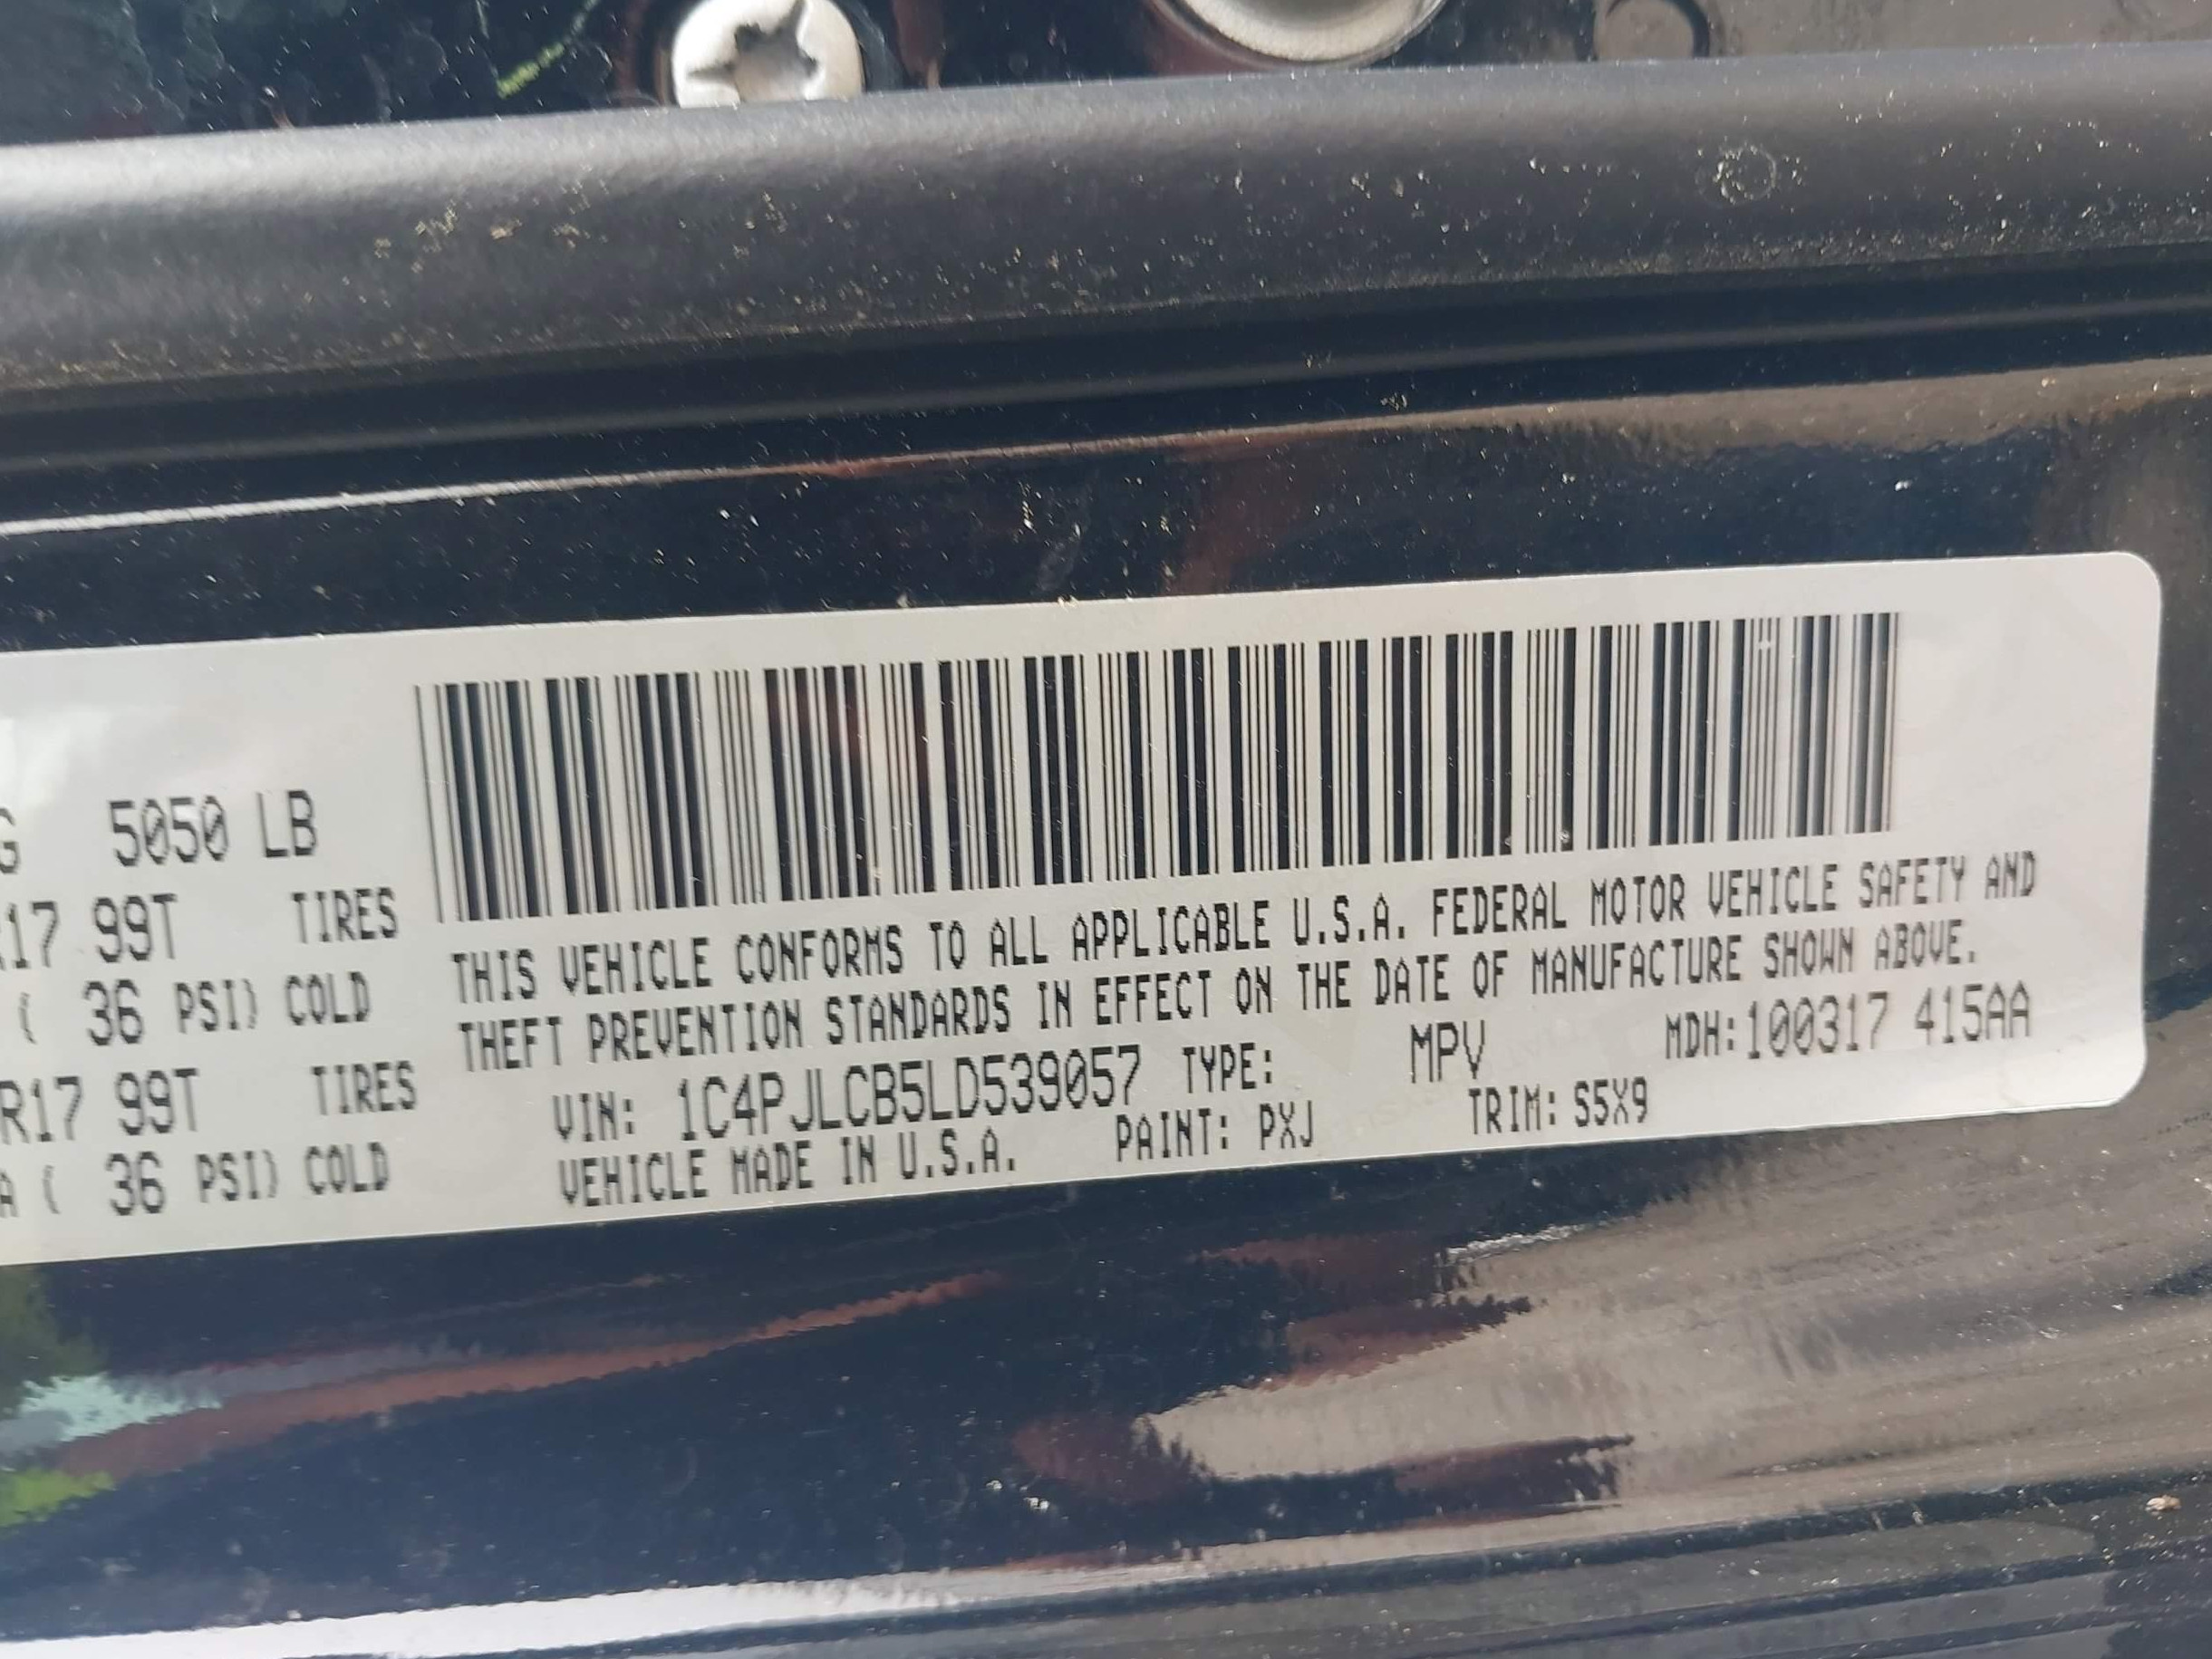 5050 LB
R17 99T TIRES
( 36 PSI) COLD
R17 99T TIRES
A ( 36 PSI) COLD
THIS VEHICLE CONFORMS TO ALL APPLICABLE U.S.A. FEDERAL MOTOR VEHICLE SAFETY AND
THEFT PREVENTION STANDARDS IN EFFECT ON THE DATE OF MANUFACTURE SHOWN ABOVE.
VIN: 1C4PJLCB5LD539057 TYPE: MPV MDH:100317 415AA
VEHICLE MADE IN U.S.A. PAINT: PXJ TRIM: S5X9